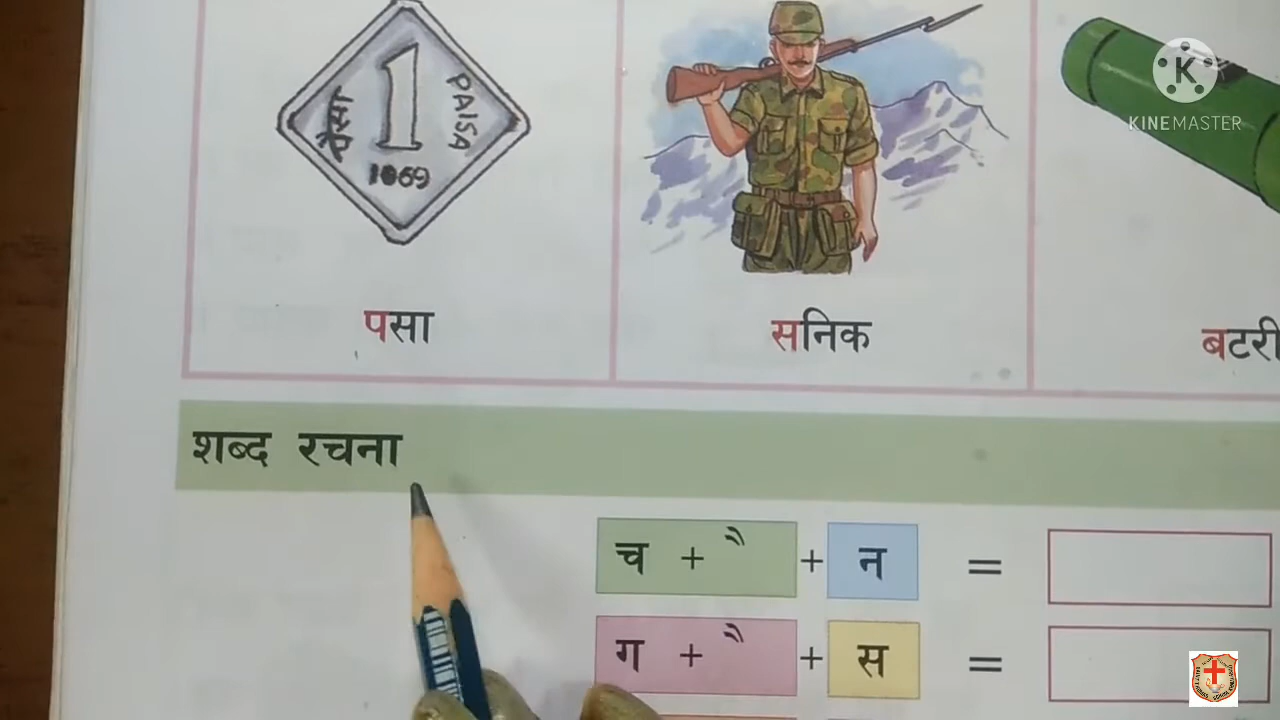 पैसा 1 PAISA
1969
K
KINEMASTER
पसा सनिक बटरी
शब्द रचना
च + ै + न =
ग + ै + स =